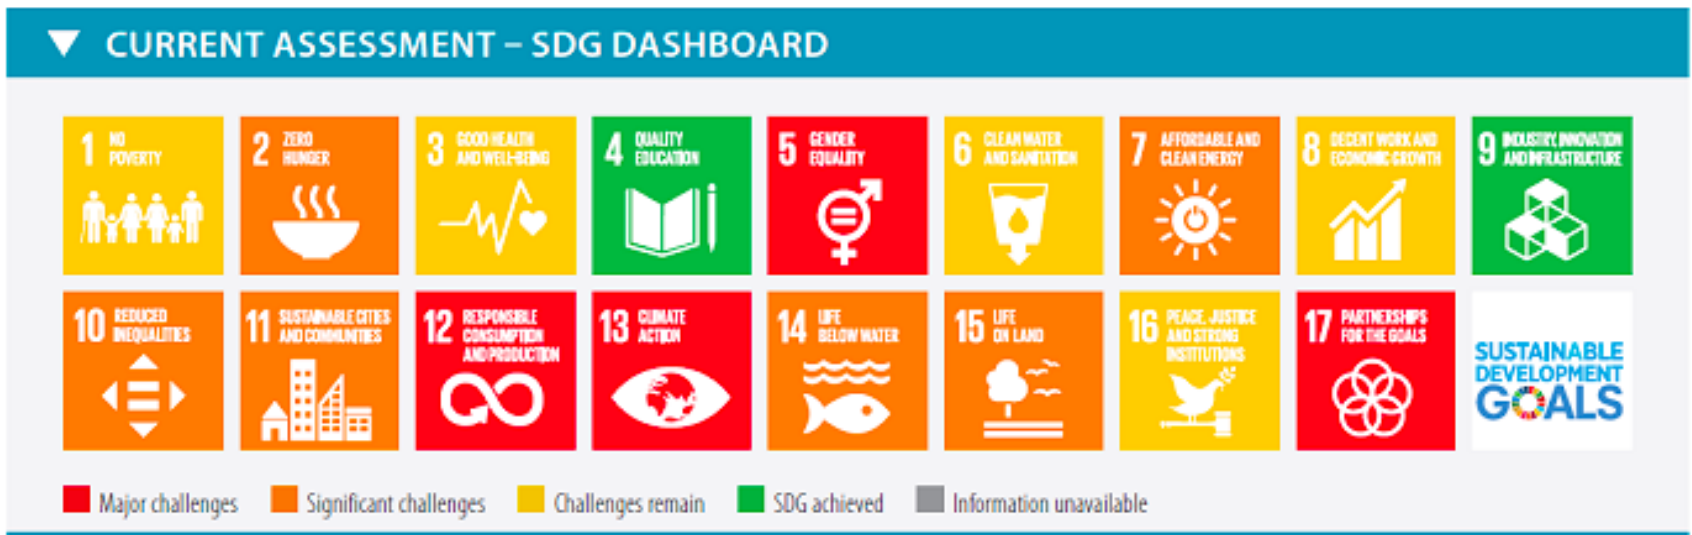 CURRENT ASSESSMENT – SDG DASHBOARD
1 NO
POVERTY
2 ZERO
HUNGER
3 GOOD HEALTH
AND WELL-BEING
4 QUALITY
EDUCATION
5 GENDER
EQUALITY
6 CLEAN WATER
AND SANITATION
7 AFFORDABLE AND
CLEAN ENERGY
8 DECENT WORK AND
ECONOMIC GROWTH
9 INDUSTRY, INNOVATION
AND INFRASTRUCTURE
10 REDUCED
INEQUALITIES
11 SUSTAINABLE CITIES
AND COMMUNITIES
12 RESPONSIBLE
CONSUMPTION
AND PRODUCTION
13 CLIMATE
ACTION
14 LIFE
BELOW WATER
15 LIFE
ON LAND
16 PEACE, JUSTICE
AND STRONG
INSTITUTIONS
17 PARTNERSHIPS
FOR THE GOALS
SUSTAINABLE
DEVELOPMENT
GOALS
Major challenges
Significant challenges
Challenges remain
SDG achieved
Information unavailable